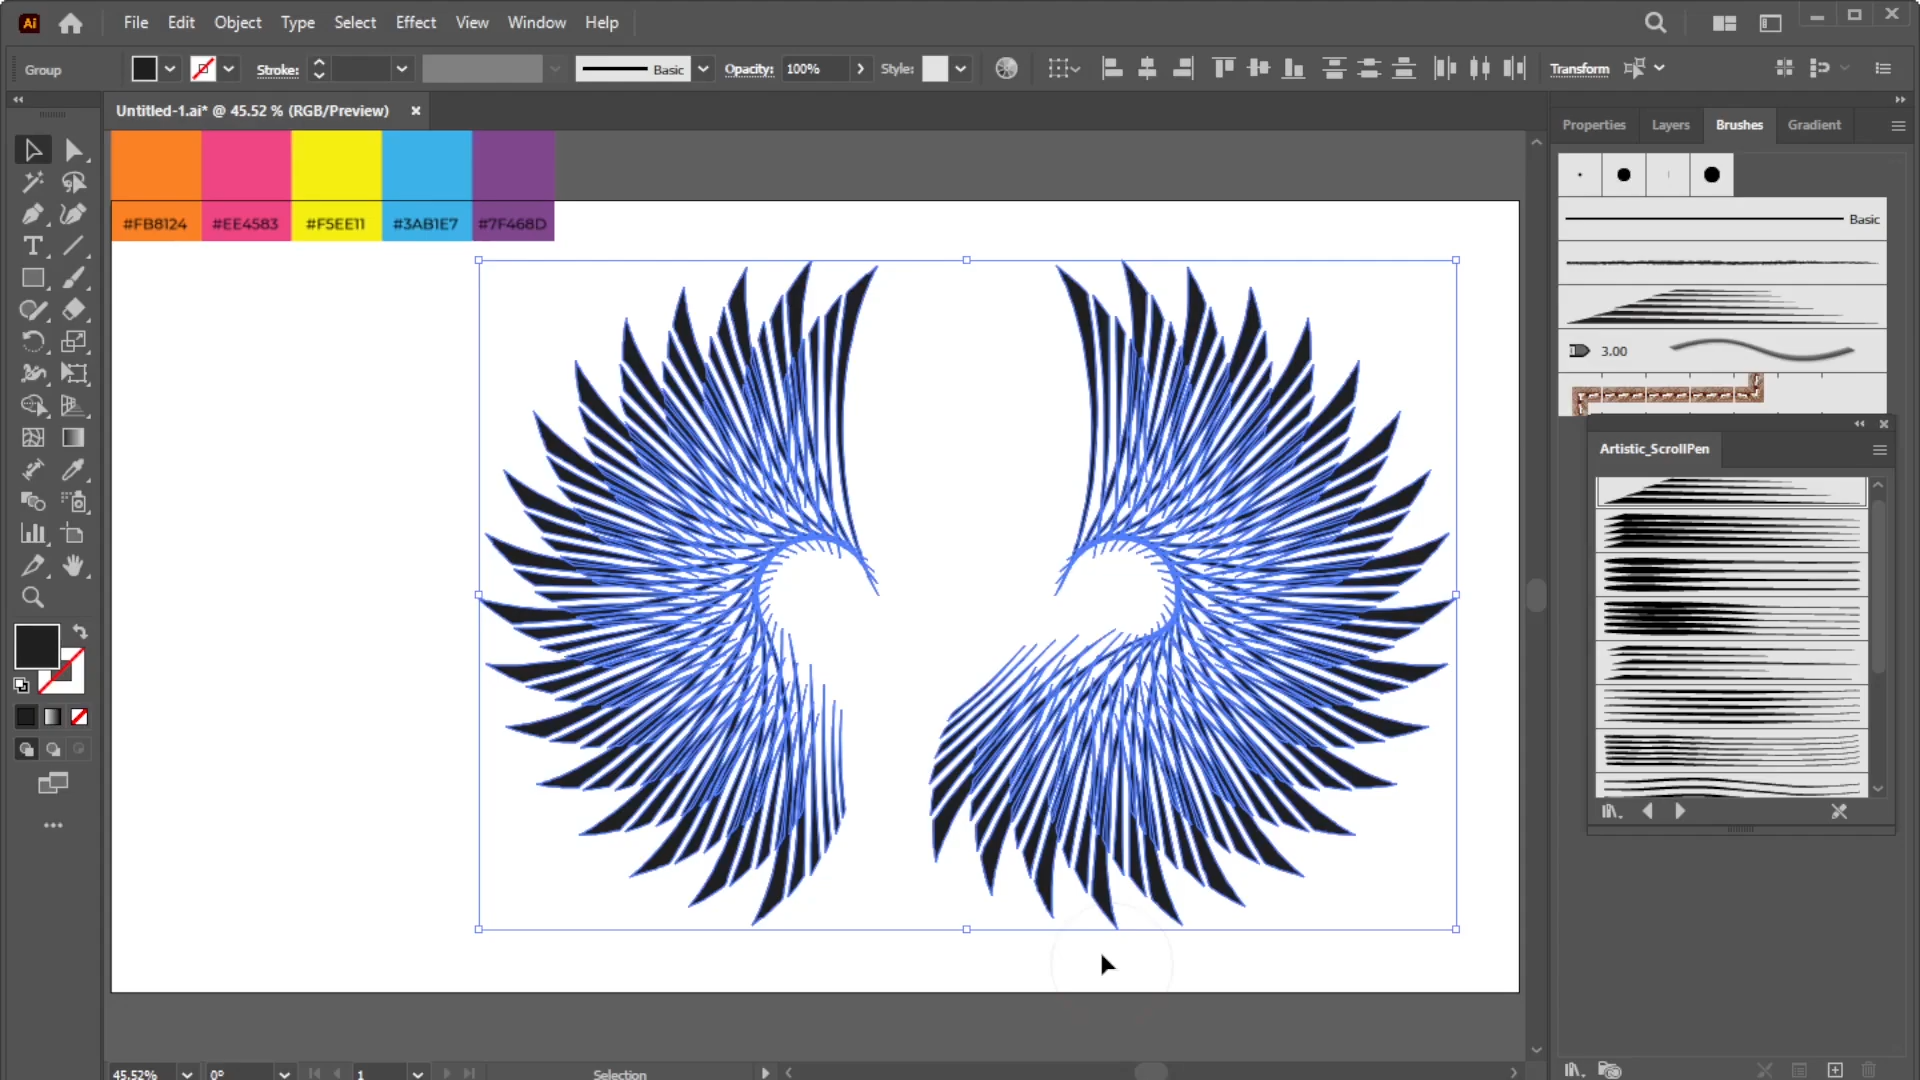 Ai File Edit Object Type Select Effect View Window Help
Group Stroke: Basic Opacity: 100% Style: Transform
Untitled-1.ai* @ 45.52 % (RGB/Preview)
Properties Layers Brushes Gradient
#FB8124 #EE4583 #F5EE11 #3AB1E7 #7F468D
Basic
3.00
Artistic_ScrollPen
45.52% 0º 1 Selection